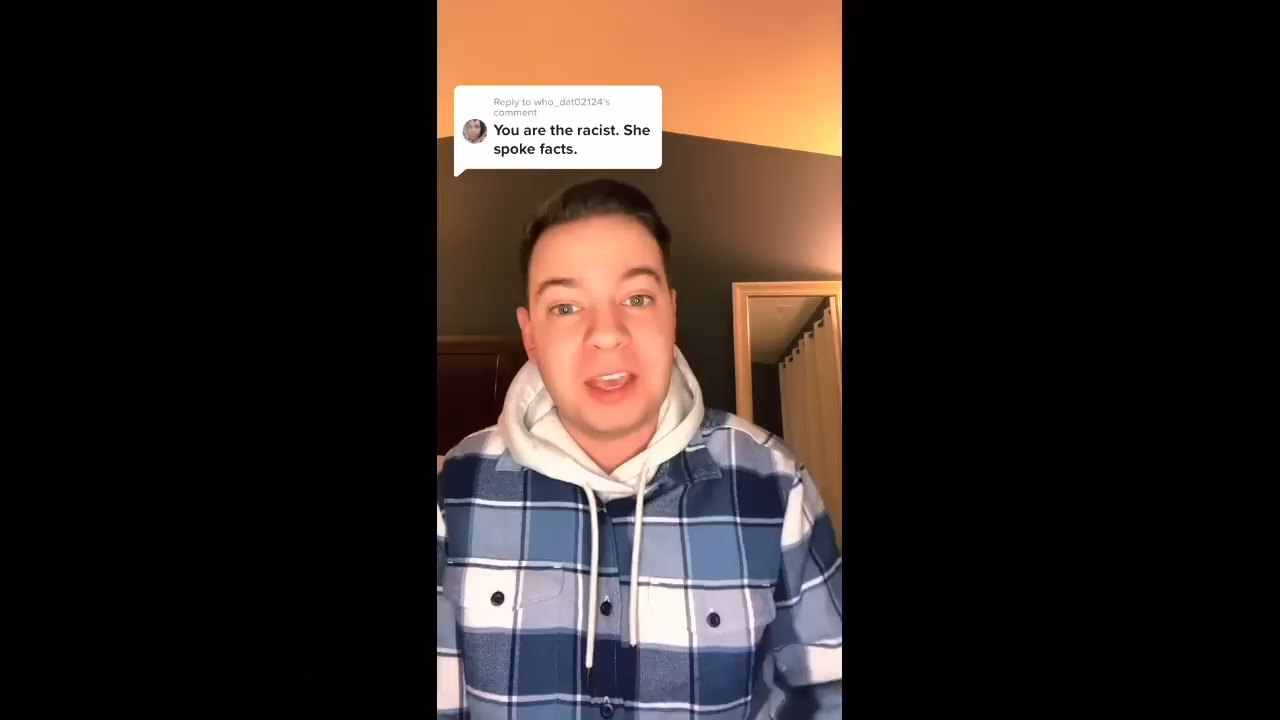 Reply to who_dat02124's
comment
You are the racist. She
spoke facts.